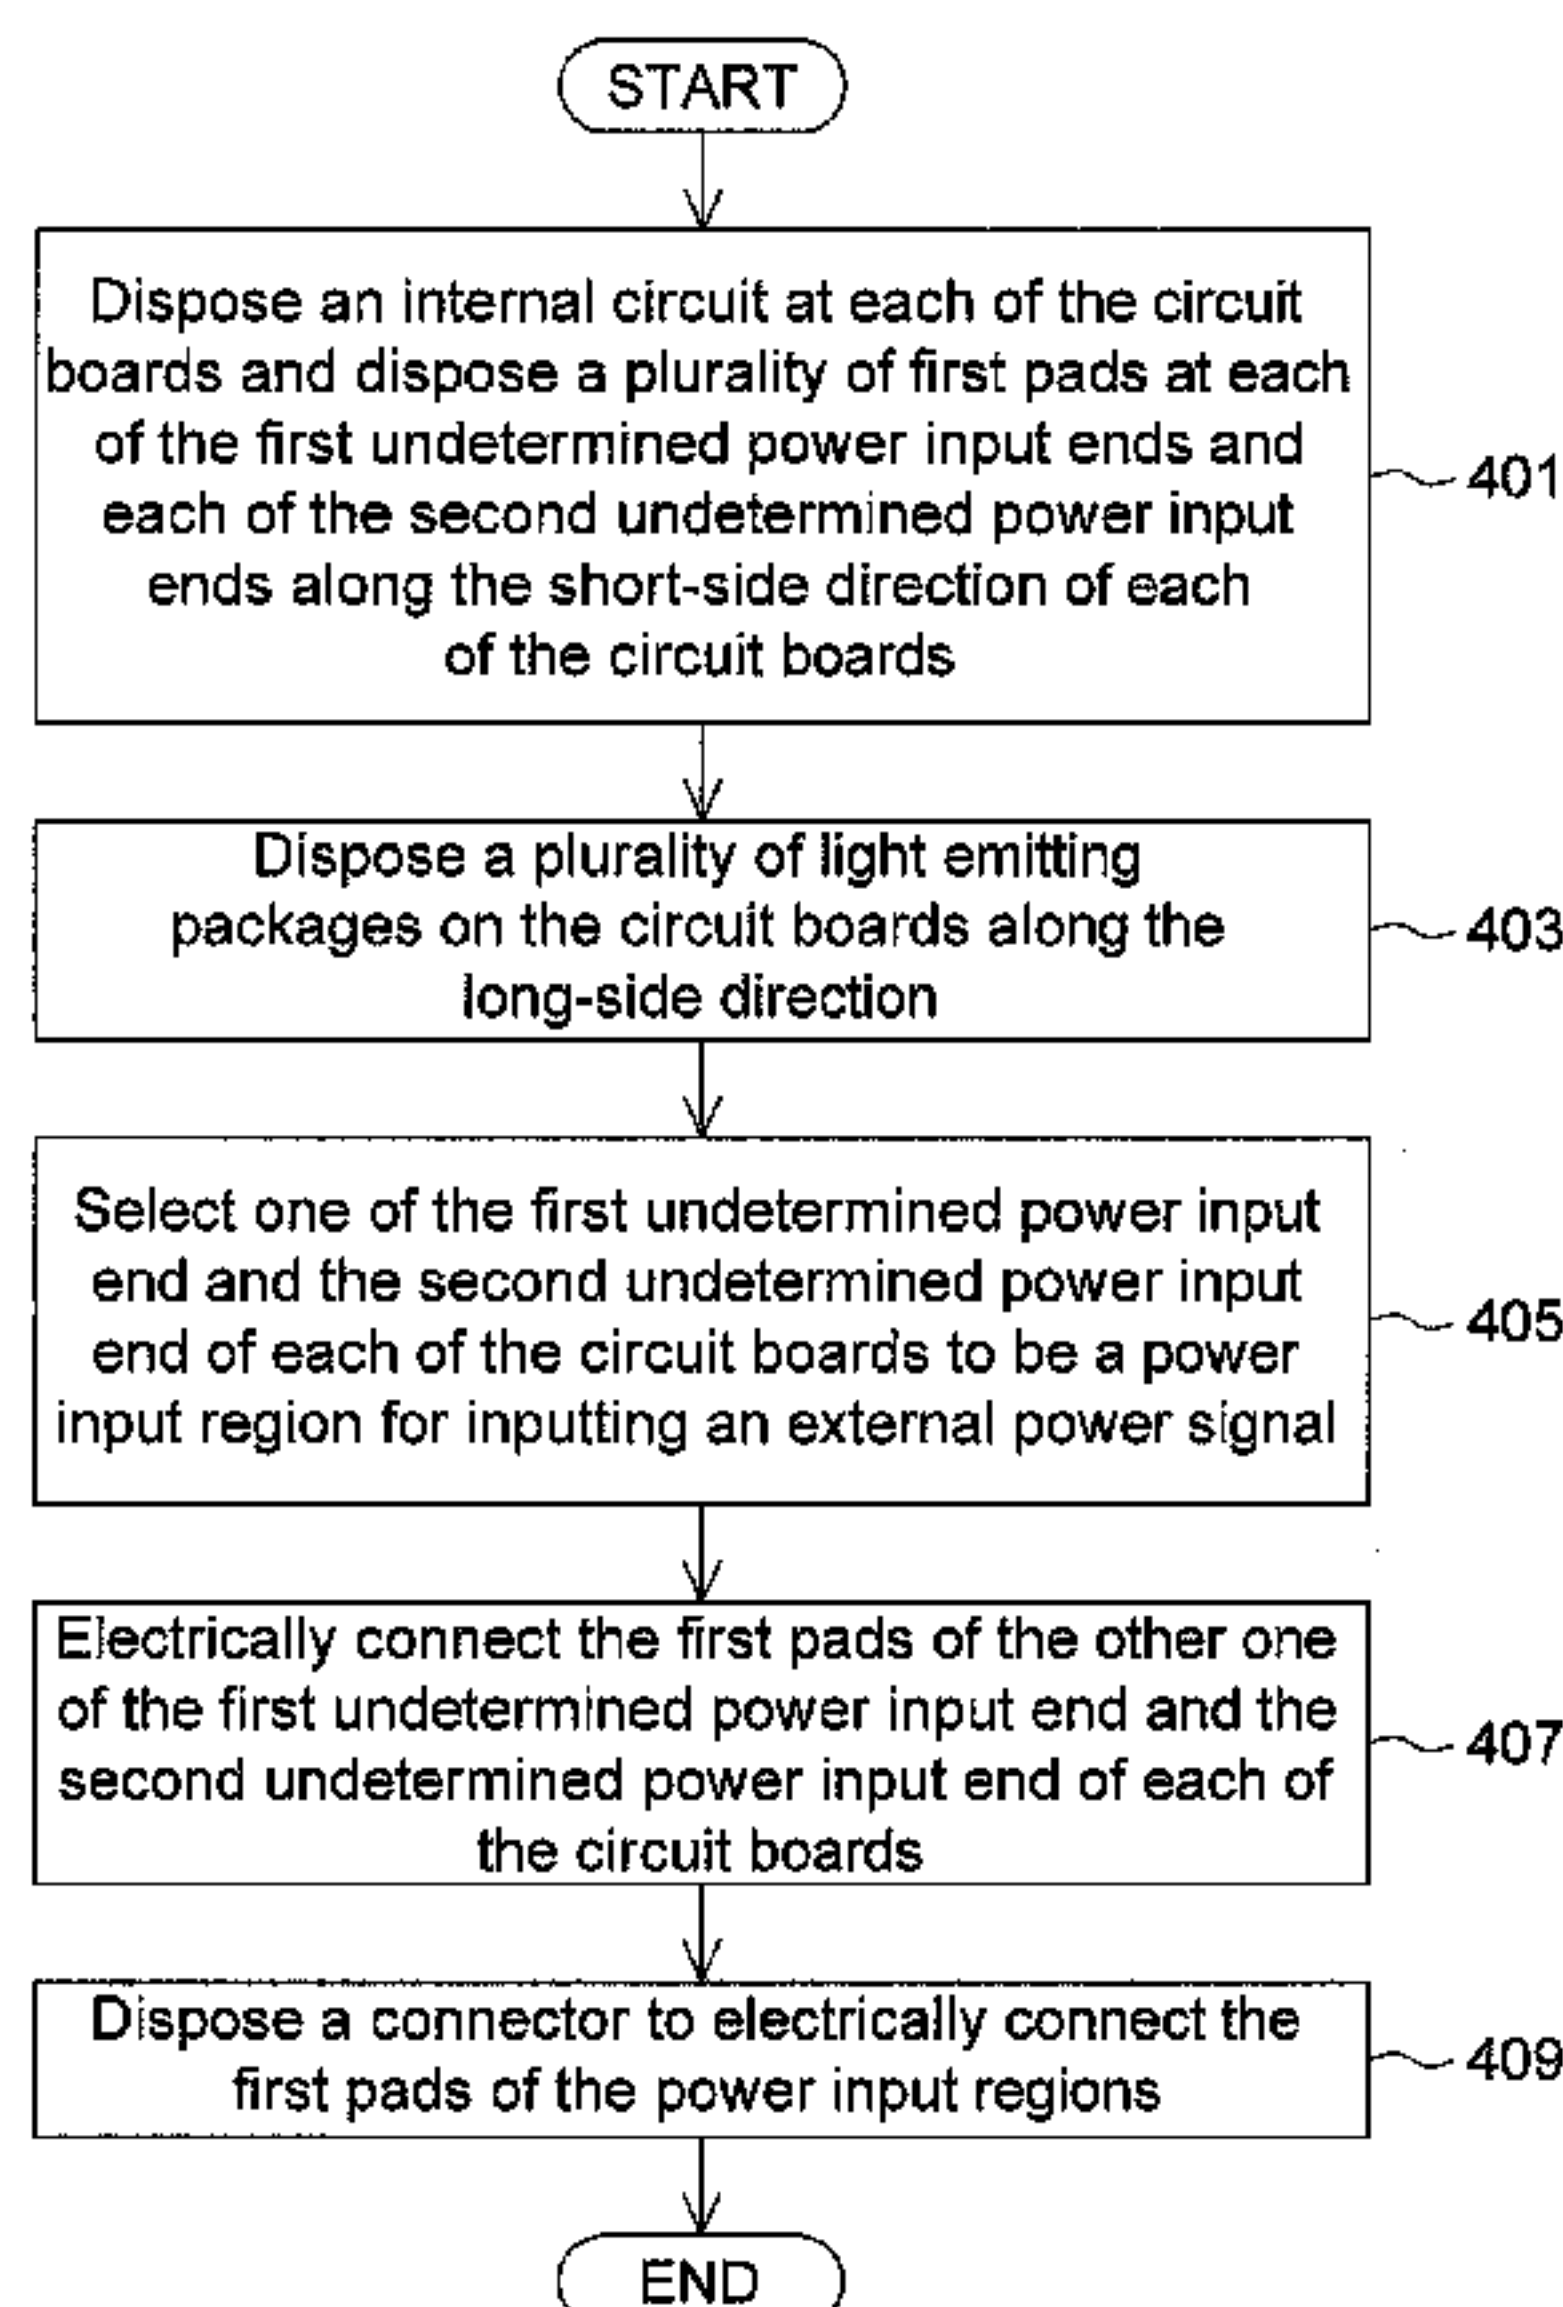 START
Dispose an internal circuit at each of the circuit
boards and dispose a plurality of first pads at each
of the first undetermined power input ends and
each of the second undetermined power input
ends along the short-side direction of each
of the circuit boards
401
Dispose a plurality of light emitting
packages on the circuit boards along the
long-side direction
403
Select one of the first undetermined power input
end and the second undetermined power input
end of each of the circuit boards to be a power
input region for inputting an external power signal
405
Electrically connect the first pads of the other one
of the first undetermined power input end and the
second undetermined power input end of each of
the circuit boards
407
Dispose a connector to electrically connect the
first pads of the power input regions
409
END